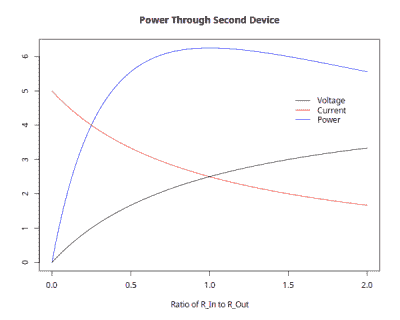 Power Through Second Device
6
5
4
3
2
1
0
Voltage
Current
Power
0.0 0.5 1.0 1.5 2.0
Ratio of R_In to R_Out